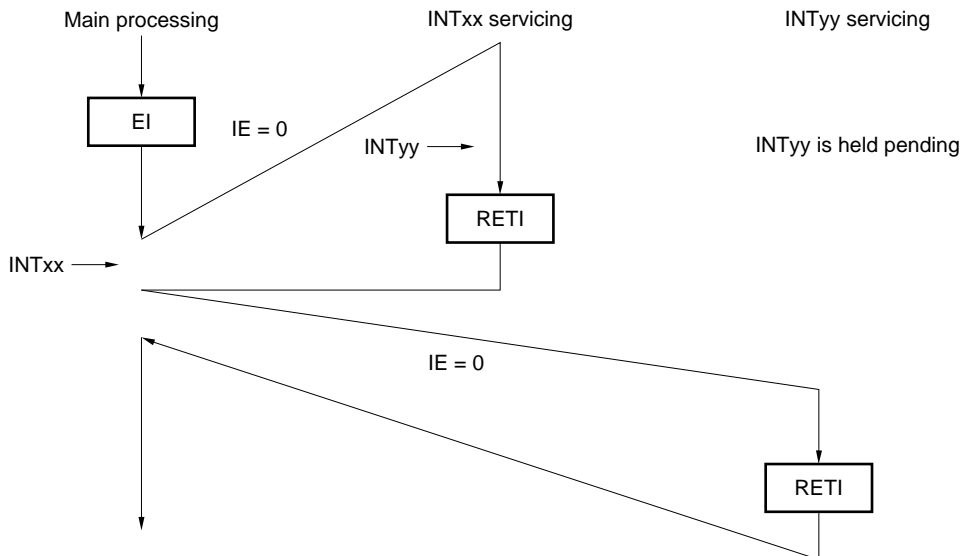 Main processing
INTxx servicing
INTyy servicing
EI
IE = 0
INTyy
INTyy is held pending
RETI
INTxx
IE = 0
RETI